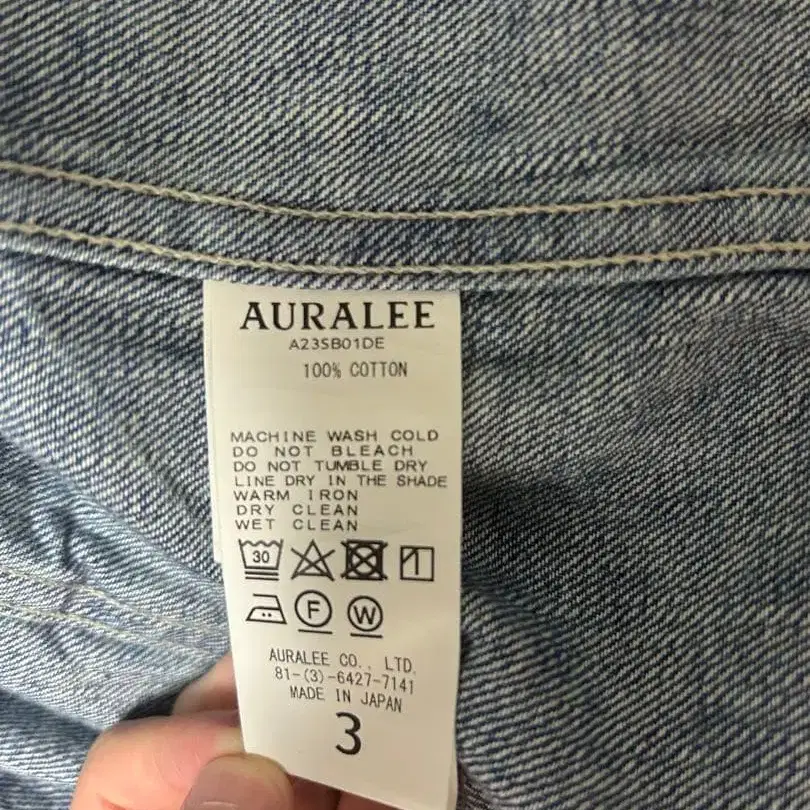 AURALEE
A23SB01DE
100% COTTON
MACHINE WASH COLD
DO NOT BLEACH
DO NOT TUMBLE DRY
LINE DRY IN THE SHADE
WARM IRON
DRY CLEAN
WET CLEAN
30
F W
AURALEE CO., LTD.
81-(3)-6427-7141
MADE IN JAPAN
3